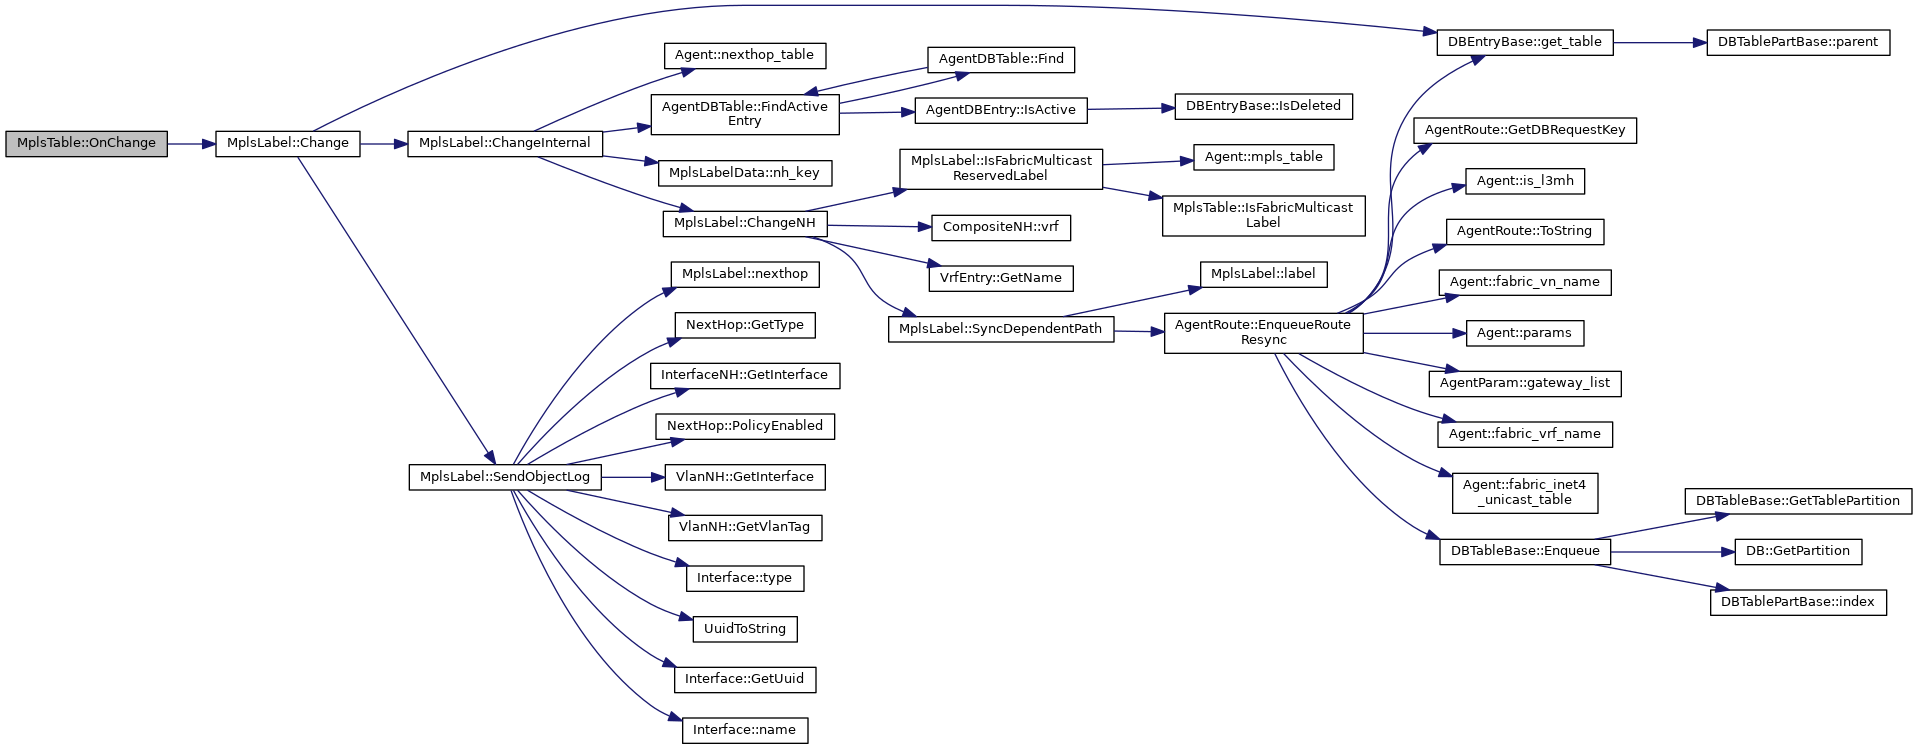 MplsTable::OnChange
MplsLabel::Change
MplsLabel::ChangeInternal
Agent::nexthop_table
AgentDBTable::FindActive
Entry
MplsLabelData::nh_key
MplsLabel::ChangeNH
AgentDBTable::Find
AgentDBEntry::IsActive
DBEntryBase::IsDeleted
MplsLabel::IsFabricMulticast
ReservedLabel
Agent::mpls_table
MplsTable::IsFabricMulticast
Label
CompositeNH::vrf
VrfEntry::GetName
MplsLabel::SyncDependentPath
MplsLabel::label
AgentRoute::EnqueueRoute
Resync
DBEntryBase::get_table
DBTablePartBase::parent
AgentRoute::GetDBRequestKey
Agent::is_l3mh
AgentRoute::ToString
Agent::fabric_vn_name
Agent::params
AgentParam::gateway_list
Agent::fabric_vrf_name
Agent::fabric_inet4
_unicast_table
DBTableBase::Enqueue
DBTableBase::GetTablePartition
DB::GetPartition
DBTablePartBase::index
MplsLabel::SendObjectLog
MplsLabel::nexthop
NextHop::GetType
InterfaceNH::GetInterface
NextHop::PolicyEnabled
VlanNH::GetInterface
VlanNH::GetVlanTag
Interface::type
UuidToString
Interface::GetUuid
Interface::name